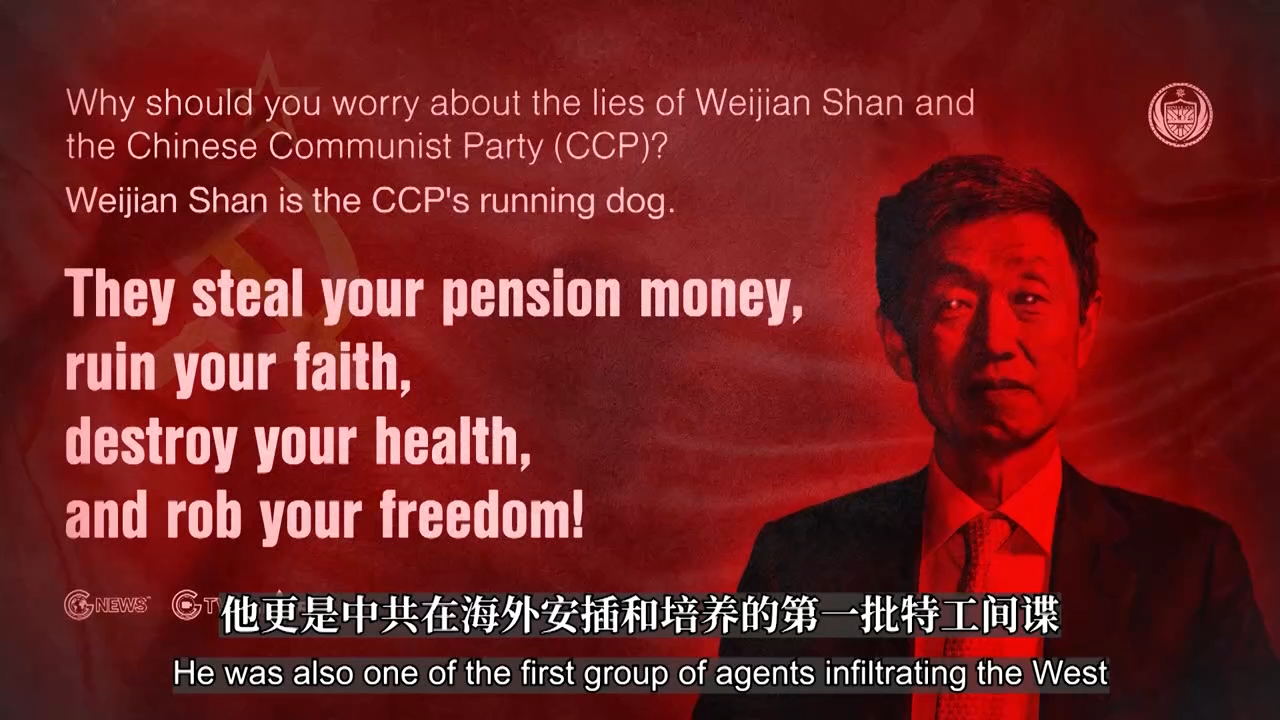 Why should you worry about the lies of Weijian Shan and
the Chinese Communist Party (CCP)?
Weijian Shan is the CCP's running dog.
They steal your pension money,
ruin your faith,
destroy your health,
and rob your freedom!
GNEWS
他更是中共在海外安插和培养的第一批特工间谍
He was also one of the first group of agents infiltrating the West